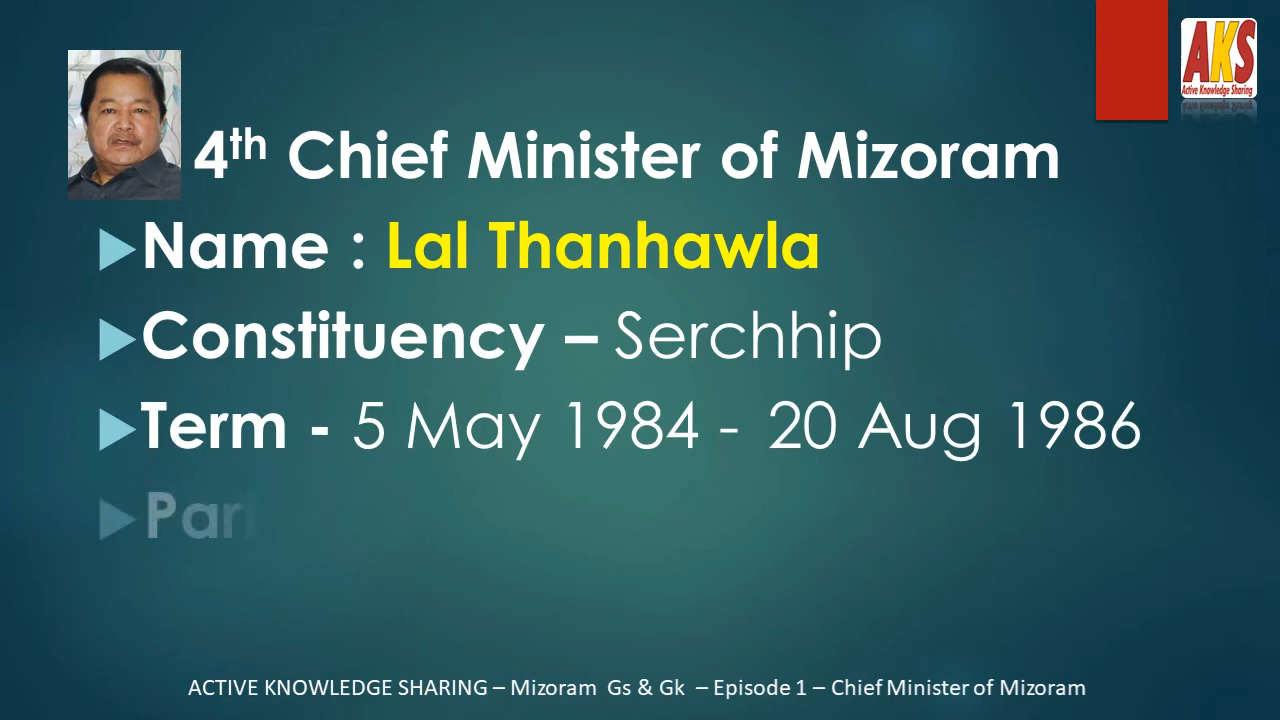 AKS
Active Knowledge Sharing
4th Chief Minister of Mizoram
Name : Lal Thanhawla
Constituency – Serchhip
Term - 5 May 1984 - 20 Aug 1986
ACTIVE KNOWLEDGE SHARING – Mizoram Gs & Gk – Episode 1 – Chief Minister of Mizoram